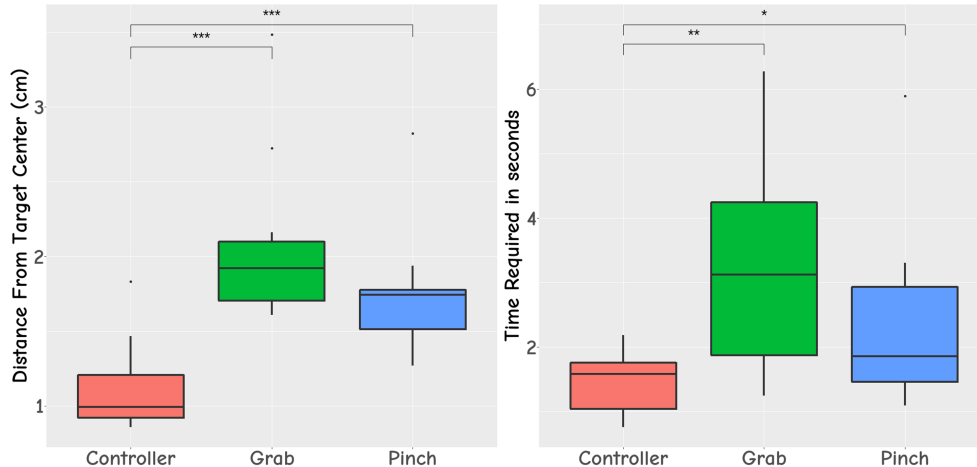 Distance From Target Center (cm)
***
***
3
2
1
Controller Grab Pinch
Time Required in seconds
*
**
6
4
2
Controller Grab Pinch